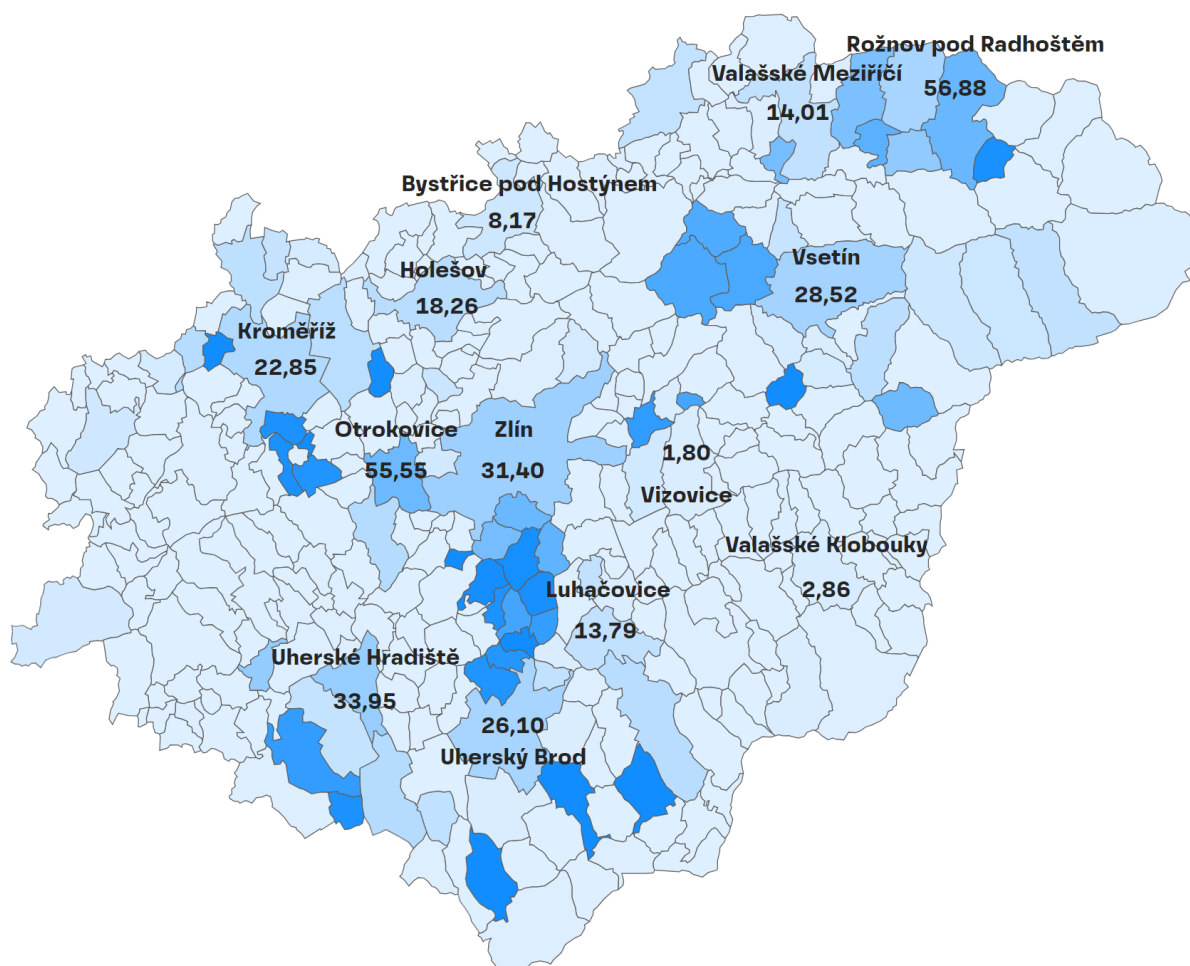 Rožnov pod Radhoštěm
56,88
Valašské Meziříčí
14,01
Bystřice pod Hostýnem
8,17
Vsetín
28,52
Holešov
18,26
Kroměříž
22,85
Otrokovice
55,55
Zlín
31,40
1,80
Vizovice
Valašské Klobouky
2,86
Luhačovice
13,79
Uherské Hradiště
33,95
26,10
Uherský Brod